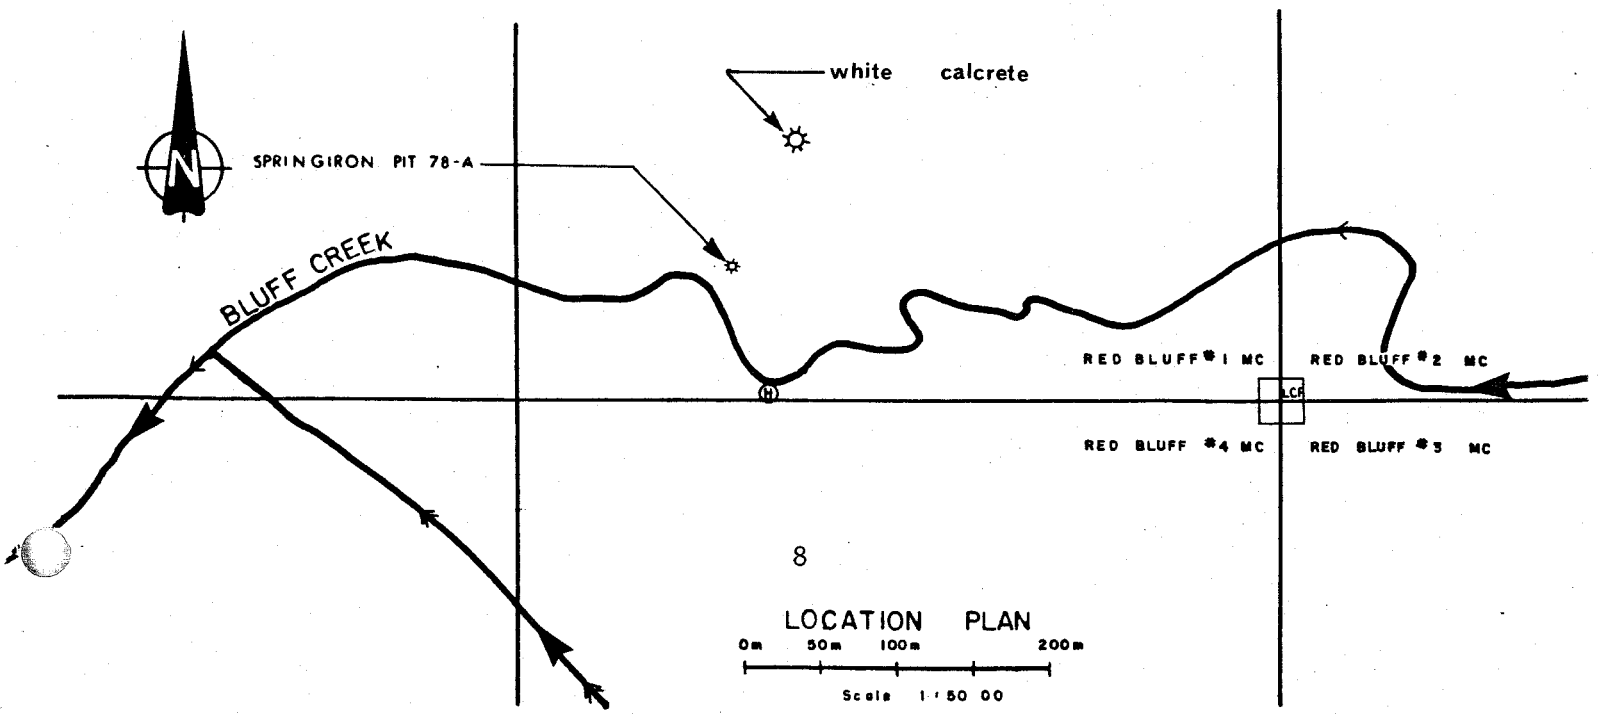 white calcrete
N
SPRINGIRON PIT 78-A
BLUFF CREEK
RED BLUFF #1 MC
RED BLUFF #2 MC
H
LCP
RED BLUFF #4 MC
RED BLUFF #3 MC
8
LOCATION PLAN
0m 50m 100m 200m
Scale 1:50 00